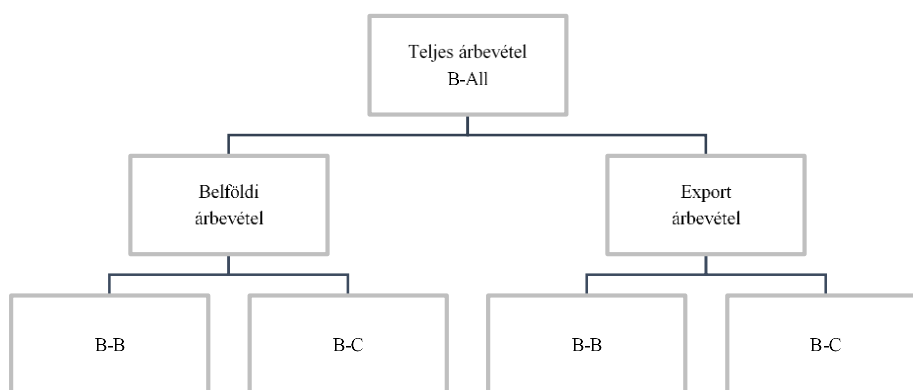 Teljes árbevétel
B-All
Belföldi
árbevétel
Export
árbevétel
B-B
B-C
B-B
B-C